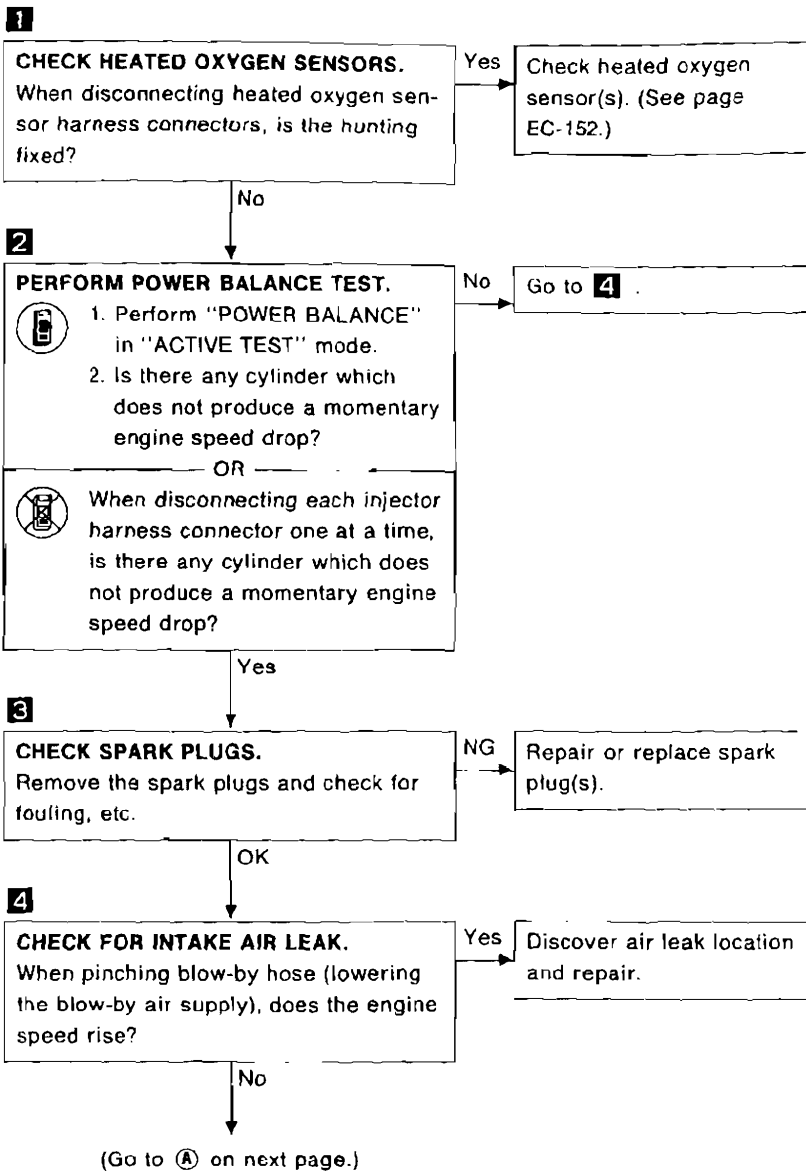 1
CHECK HEATED OXYGEN SENSORS.
When disconnecting heated oxygen sen-
sor harness connectors, is the hunting
fixed?
Yes
Check heated oxygen
sensor(s). (See page
EC-152.)
No
2
PERFORM POWER BALANCE TEST.
1. Perform "POWER BALANCE"
in "ACTIVE TEST" mode.
2. Is there any cylinder which
does not produce a momentary
engine speed drop?
OR
When disconnecting each injector
harness connector one at a time,
is there any cylinder which does
not produce a momentary engine
speed drop?
No
Go to 4 .
Yes
3
CHECK SPARK PLUGS.
Remove the spark plugs and check for
fouling, etc.
NG
Repair or replace spark
plug(s).
OK
4
CHECK FOR INTAKE AIR LEAK.
When pinching blow-by hose (lowering
the blow-by air supply), does the engine
speed rise?
Yes
Discover air leak location
and repair.
No
(Go to Ⓐ on next page.)